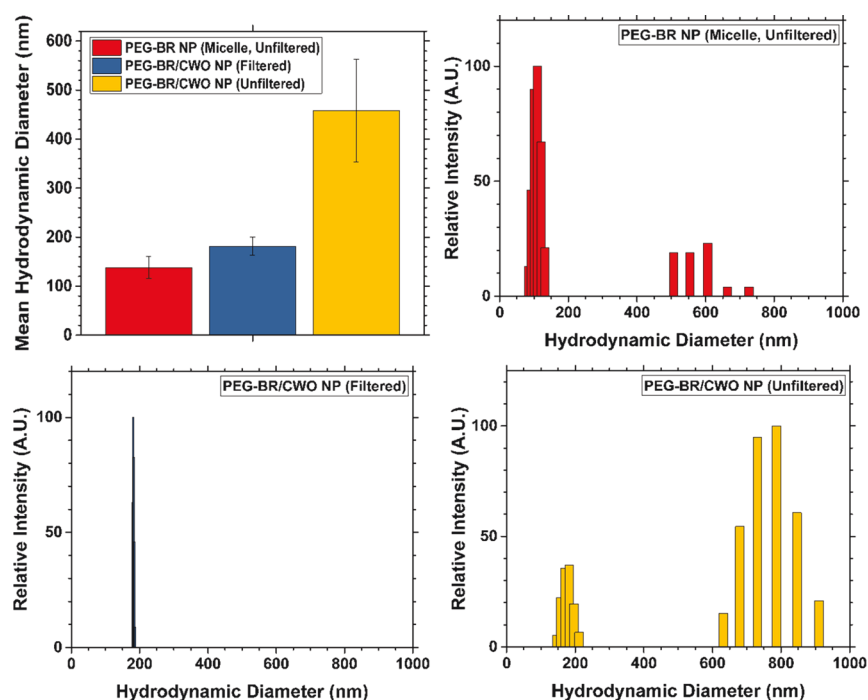 Mean Hydrodynamic Diameter (nm)
600
500
400
300
200
100
0
PEG-BR NP (Micelle, Unfiltered)
PEG-BR/CWO NP (Filtered)
PEG-BR/CWO NP (Unfiltered)
PEG-BR NP (Micelle, Unfiltered)
Relative Intensity (A.U.)
100
50
0
0 200 400 600 800 1000
Hydrodynamic Diameter (nm)
PEG-BR/CWO NP (Filtered)
Relative Intensity (A.U.)
100
50
0
0 200 400 600 800 1000
Hydrodynamic Diameter (nm)
PEG-BR/CWO NP (Unfiltered)
Relative Intensity (A.U.)
100
50
0
0 200 400 600 800 1000
Hydrodynamic Diameter (nm)